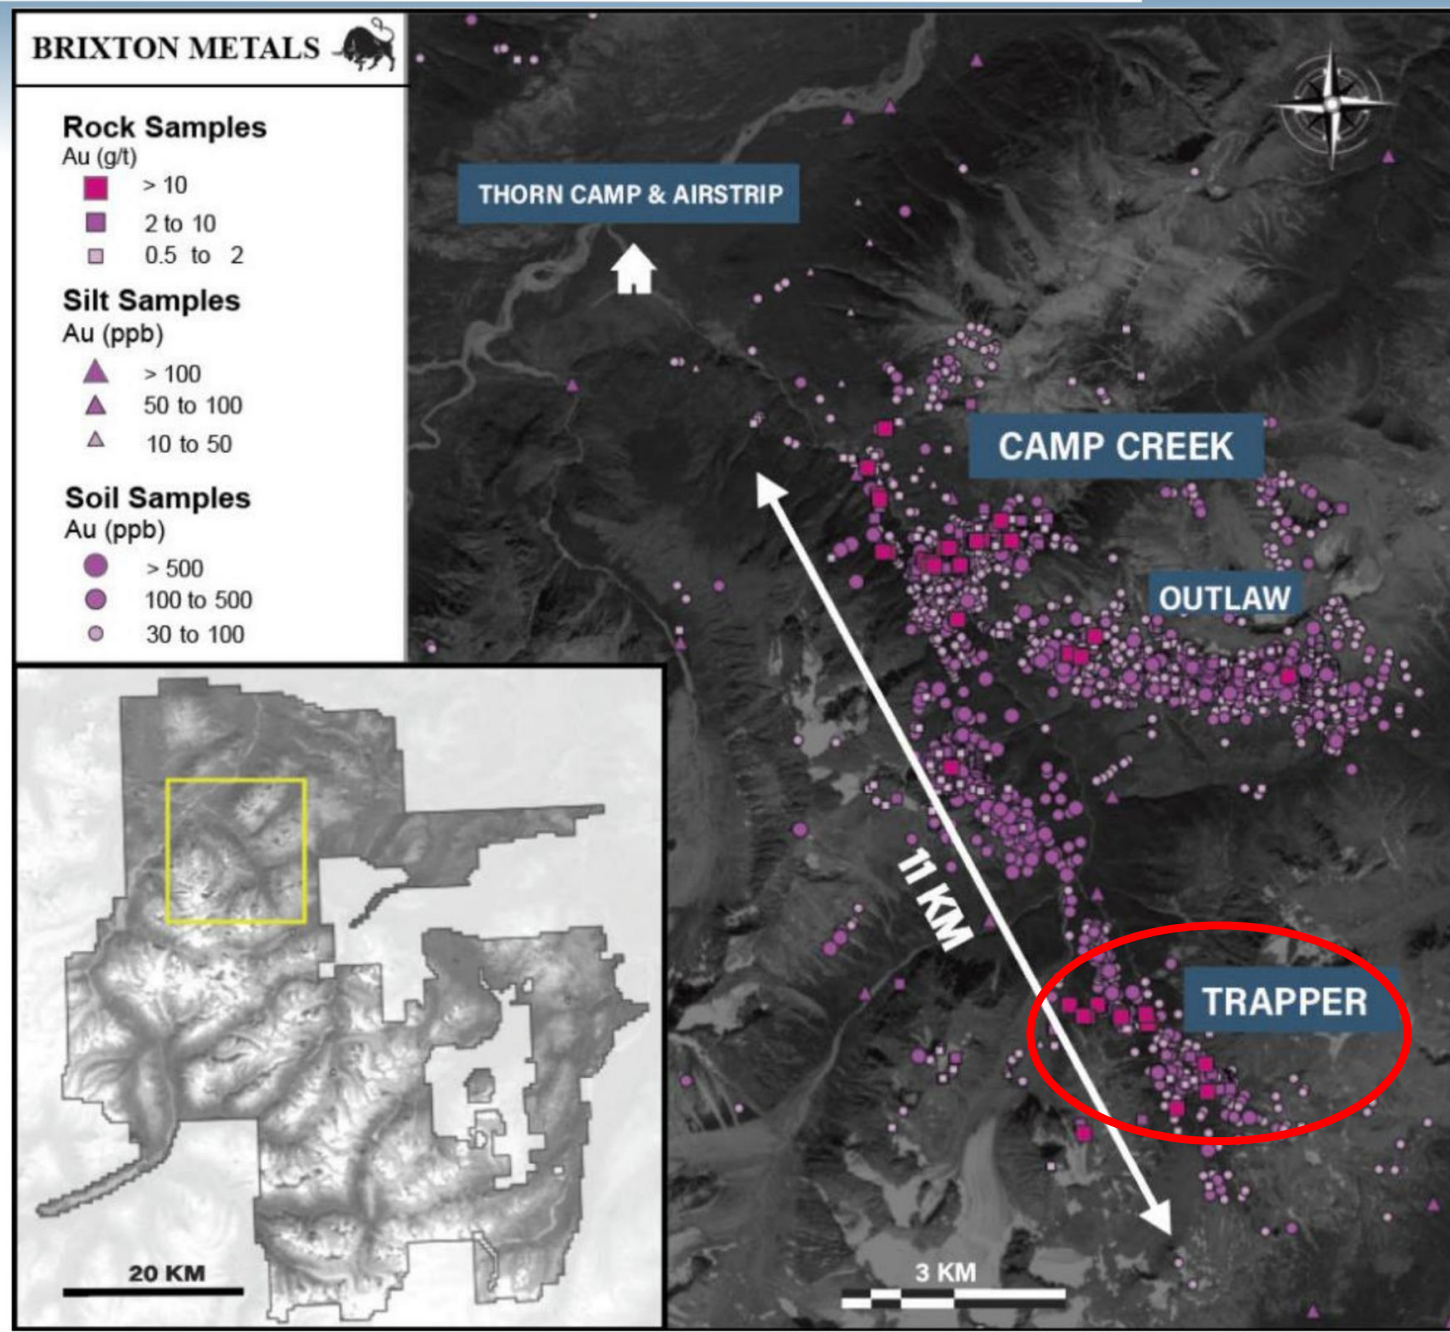 BRIXTON METALS
Rock Samples
Au (g/t)
> 10
2 to 10
0.5 to 2
Silt Samples
Au (ppb)
> 100
50 to 100
10 to 50
Soil Samples
Au (ppb)
> 500
100 to 500
30 to 100
THORN CAMP & AIRSTRIP
CAMP CREEK
OUTLAW
11 KM
TRAPPER
20 KM
3 KM